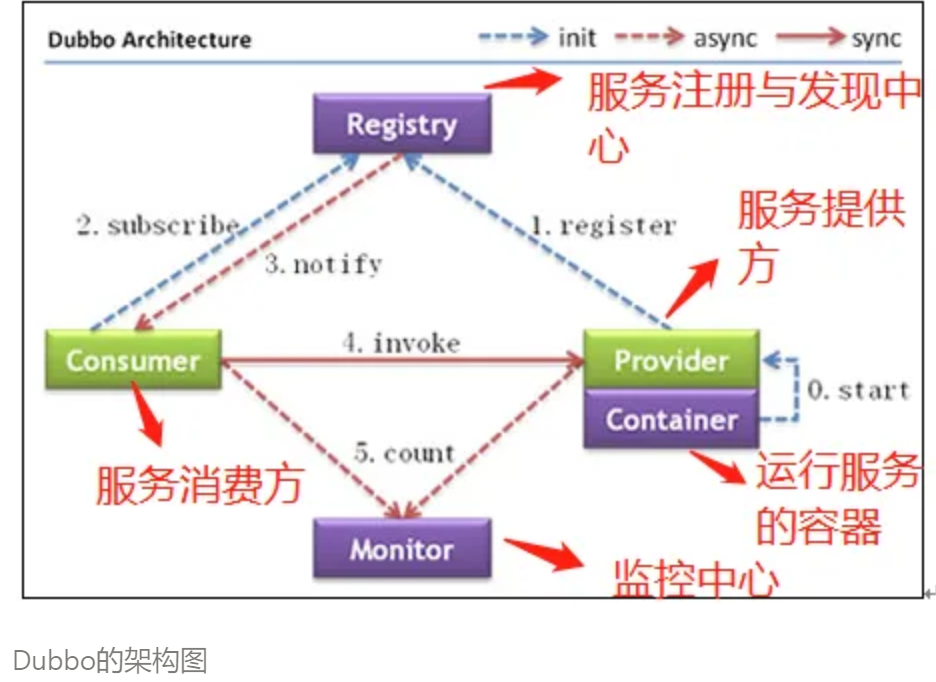 Dubbo Architecture
init
async
sync
Registry
服务注册与发现中
心
2. subscribe
1. register
服务提供
方
3. notify
Consumer
4. invoke
Provider
0. start
Container
5. count
服务消费方
运行服务
的容器
Monitor
监控中心
Dubbo的架构图